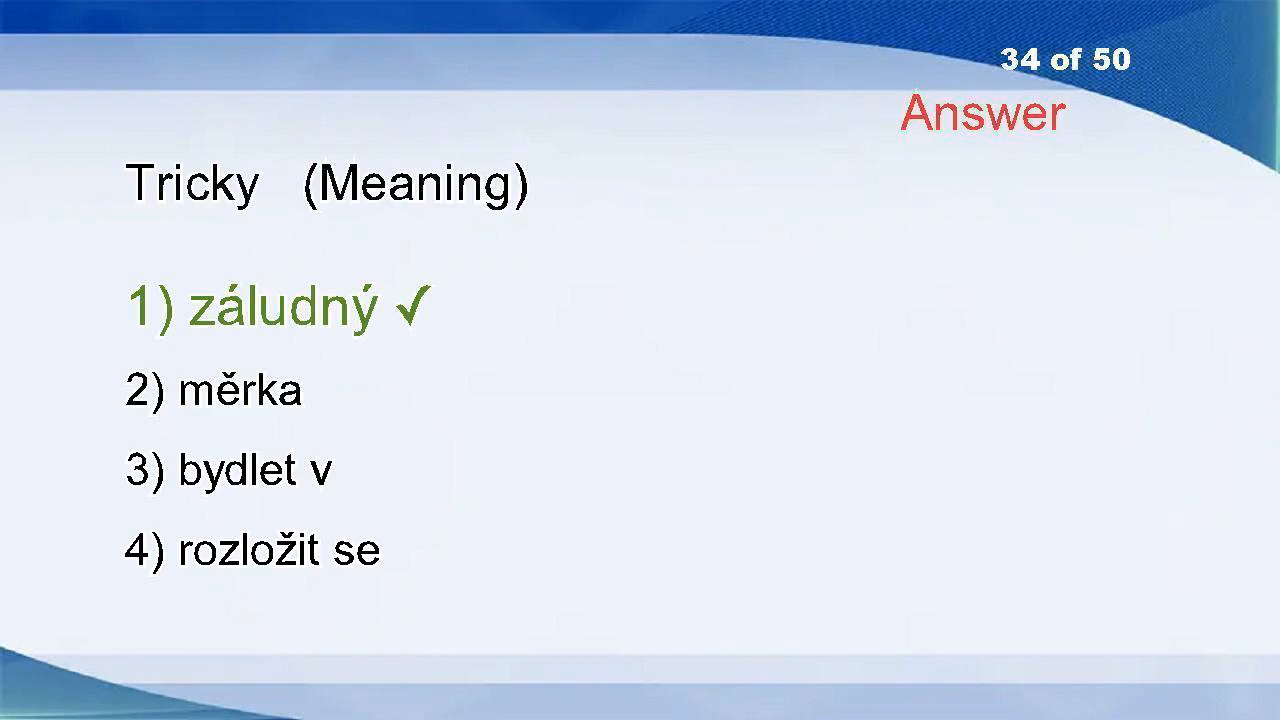 34 of 50
Answer
Tricky (Meaning)
1) záludný ✓
2) měrka
3) bydlet v
4) rozložit se